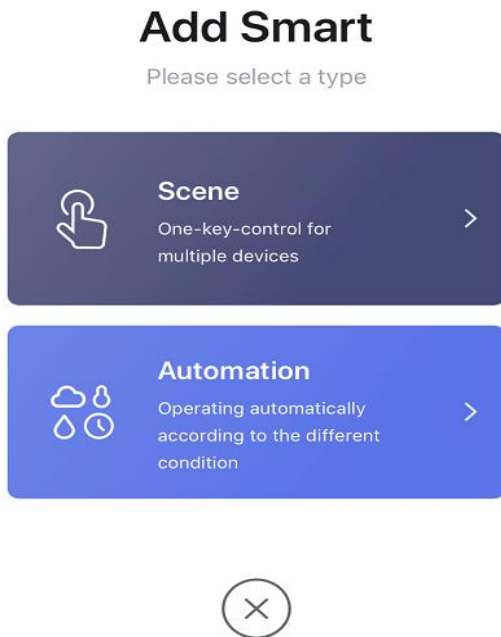 Add Smart
Please select a type
Scene
One-key-control for
multiple devices
Automation
Operating automatically
according to the different
condition